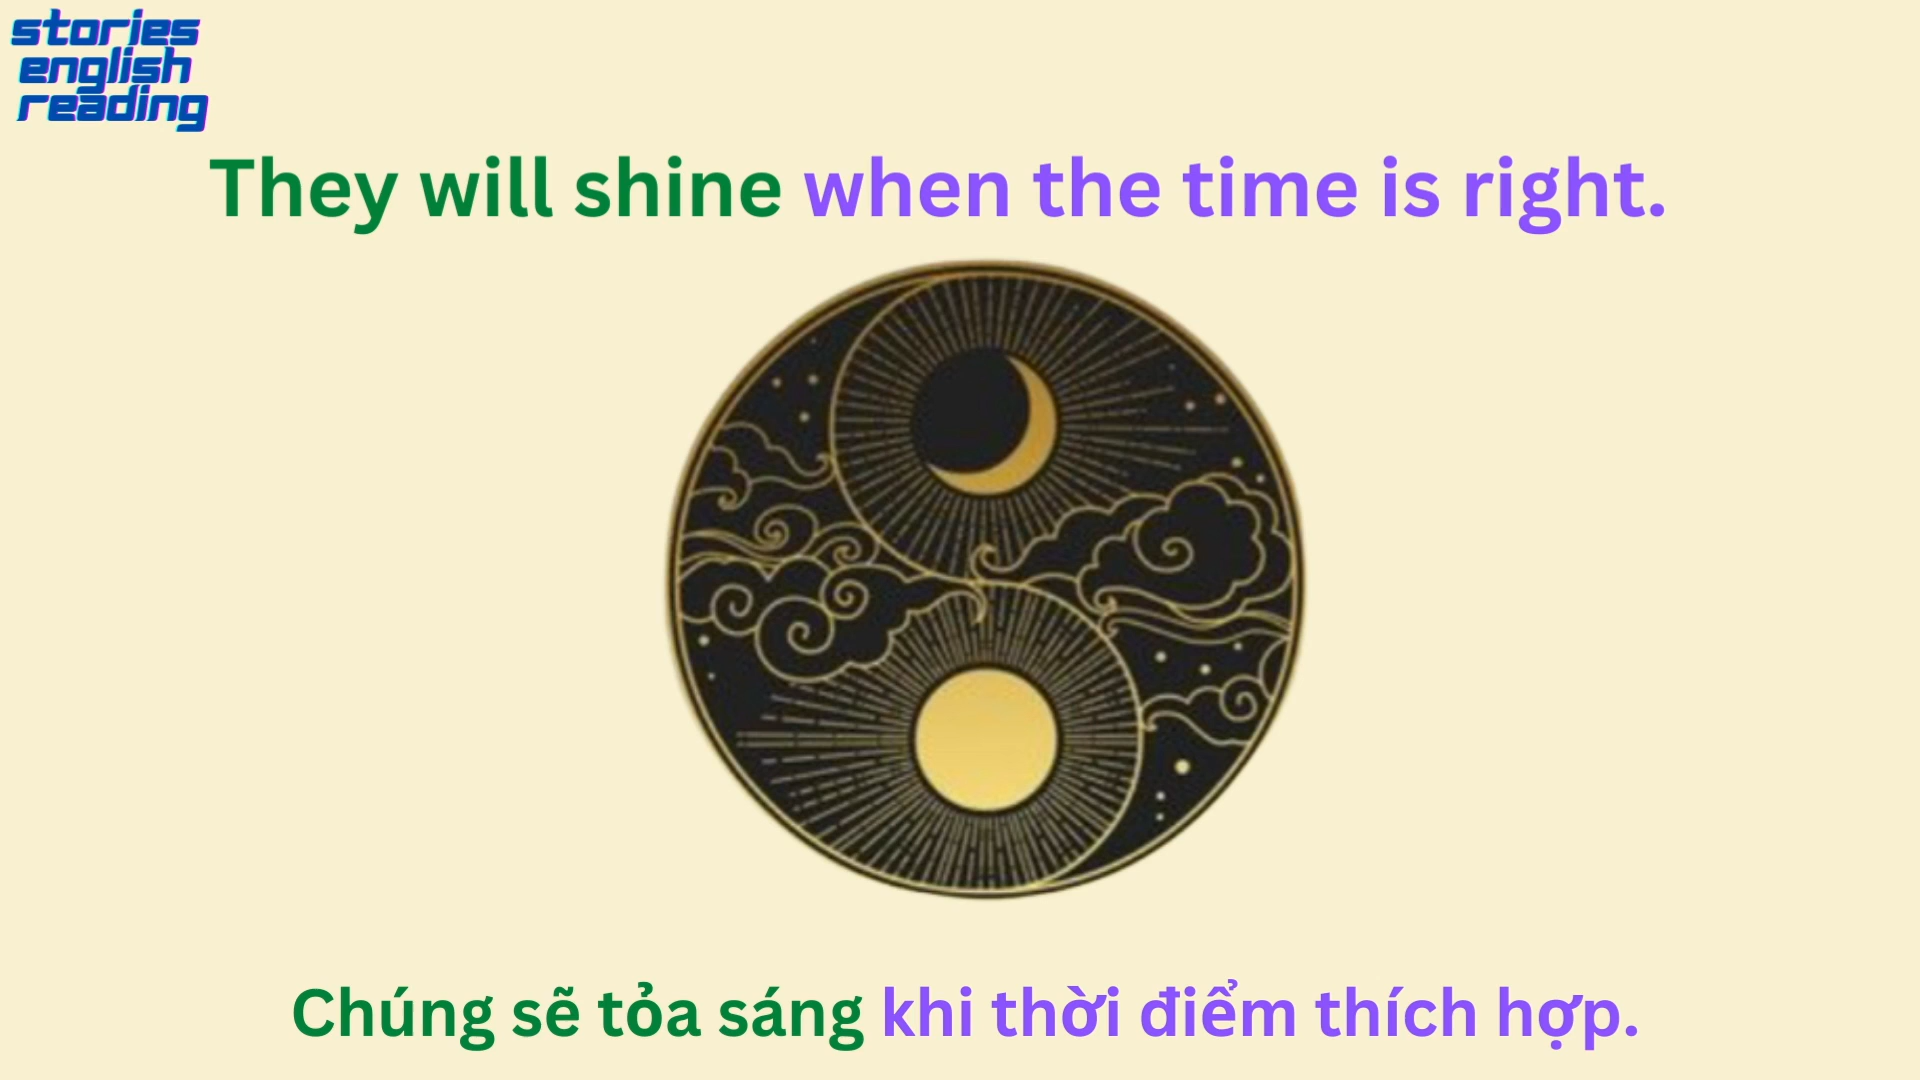 stories
english
reading
They will shine when the time is right.
Chúng sẽ tỏa sáng khi thời điểm thích hợp.